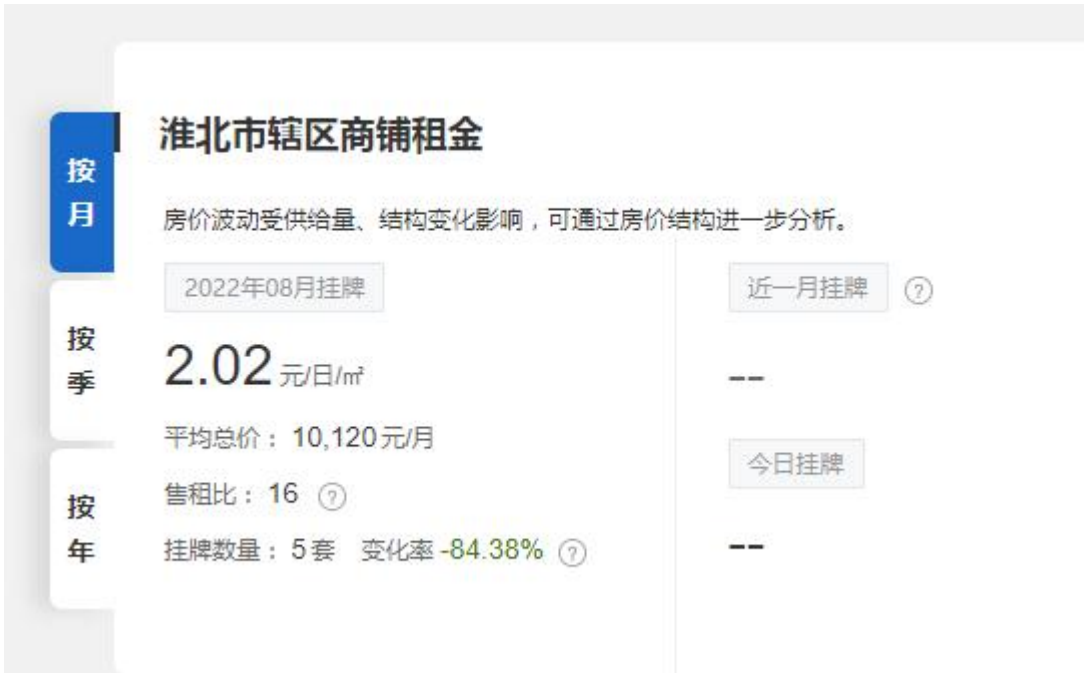 按月
按季
按年
淮北市辖区商铺租金
房价波动受供给量、结构变化影响，可通过房价结构进一步分析。
2022年08月挂牌
2.02 元/日/㎡
平均总价： 10,120元/月
售租比： 16 ?
挂牌数量： 5套 变化率 -84.38% ?
近一月挂牌 ?
--
今日挂牌
--